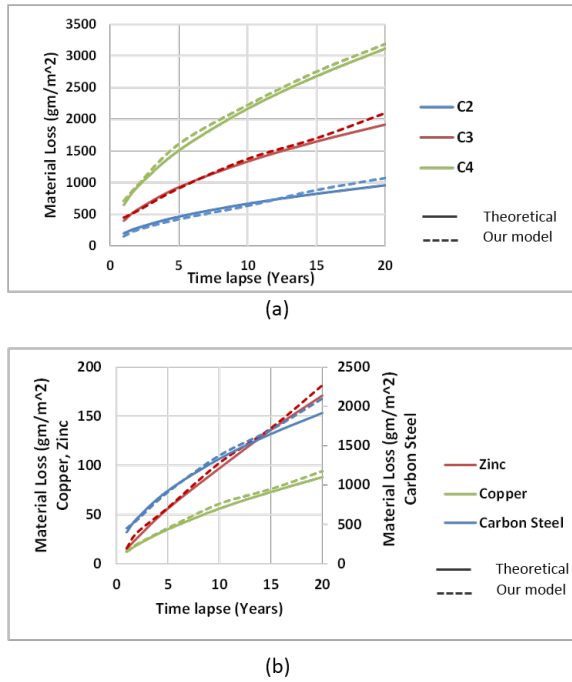 3500
3000
2500
2000
1500
1000
500
0
Material Loss (gm/m^2)
0 5 10 15 20
Time lapse (Years)
C2
C3
C4
Theoretical
Our model
(a)
200
150
100
50
0
Material Loss (gm/m^2)
Copper, Zinc
2500
2000
1500
1000
500
0
Material Loss (gm/m^2)
Carbon Steel
0 5 10 15 20
Time lapse (Years)
Zinc
Copper
Carbon Steel
Theoretical
Our model
(b)